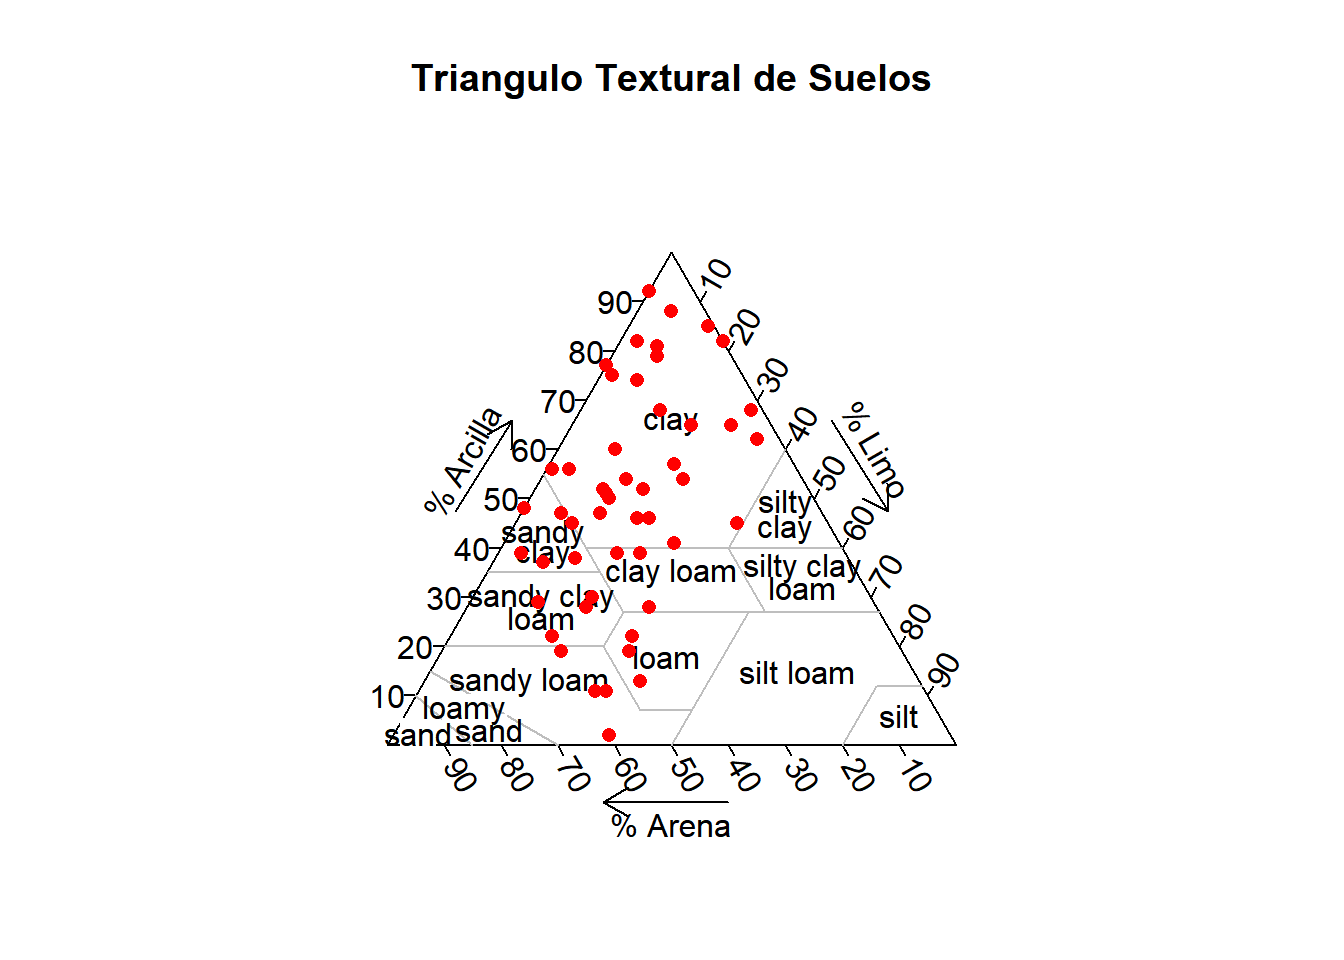 Triangulo Textural de Suelos
10
90
20
80
30
70
clay
40
% Arcilla
% Limo
60
50
50
silty
clay
60
sandy
clay
40
clay loam
silty clay
loam
70
30
sandy clay
loam
80
20
loam
silt loam
90
sandy loam
10
loamy
sand
silt
sand
90
80
70
60
50
40
30
20
10
% Arena